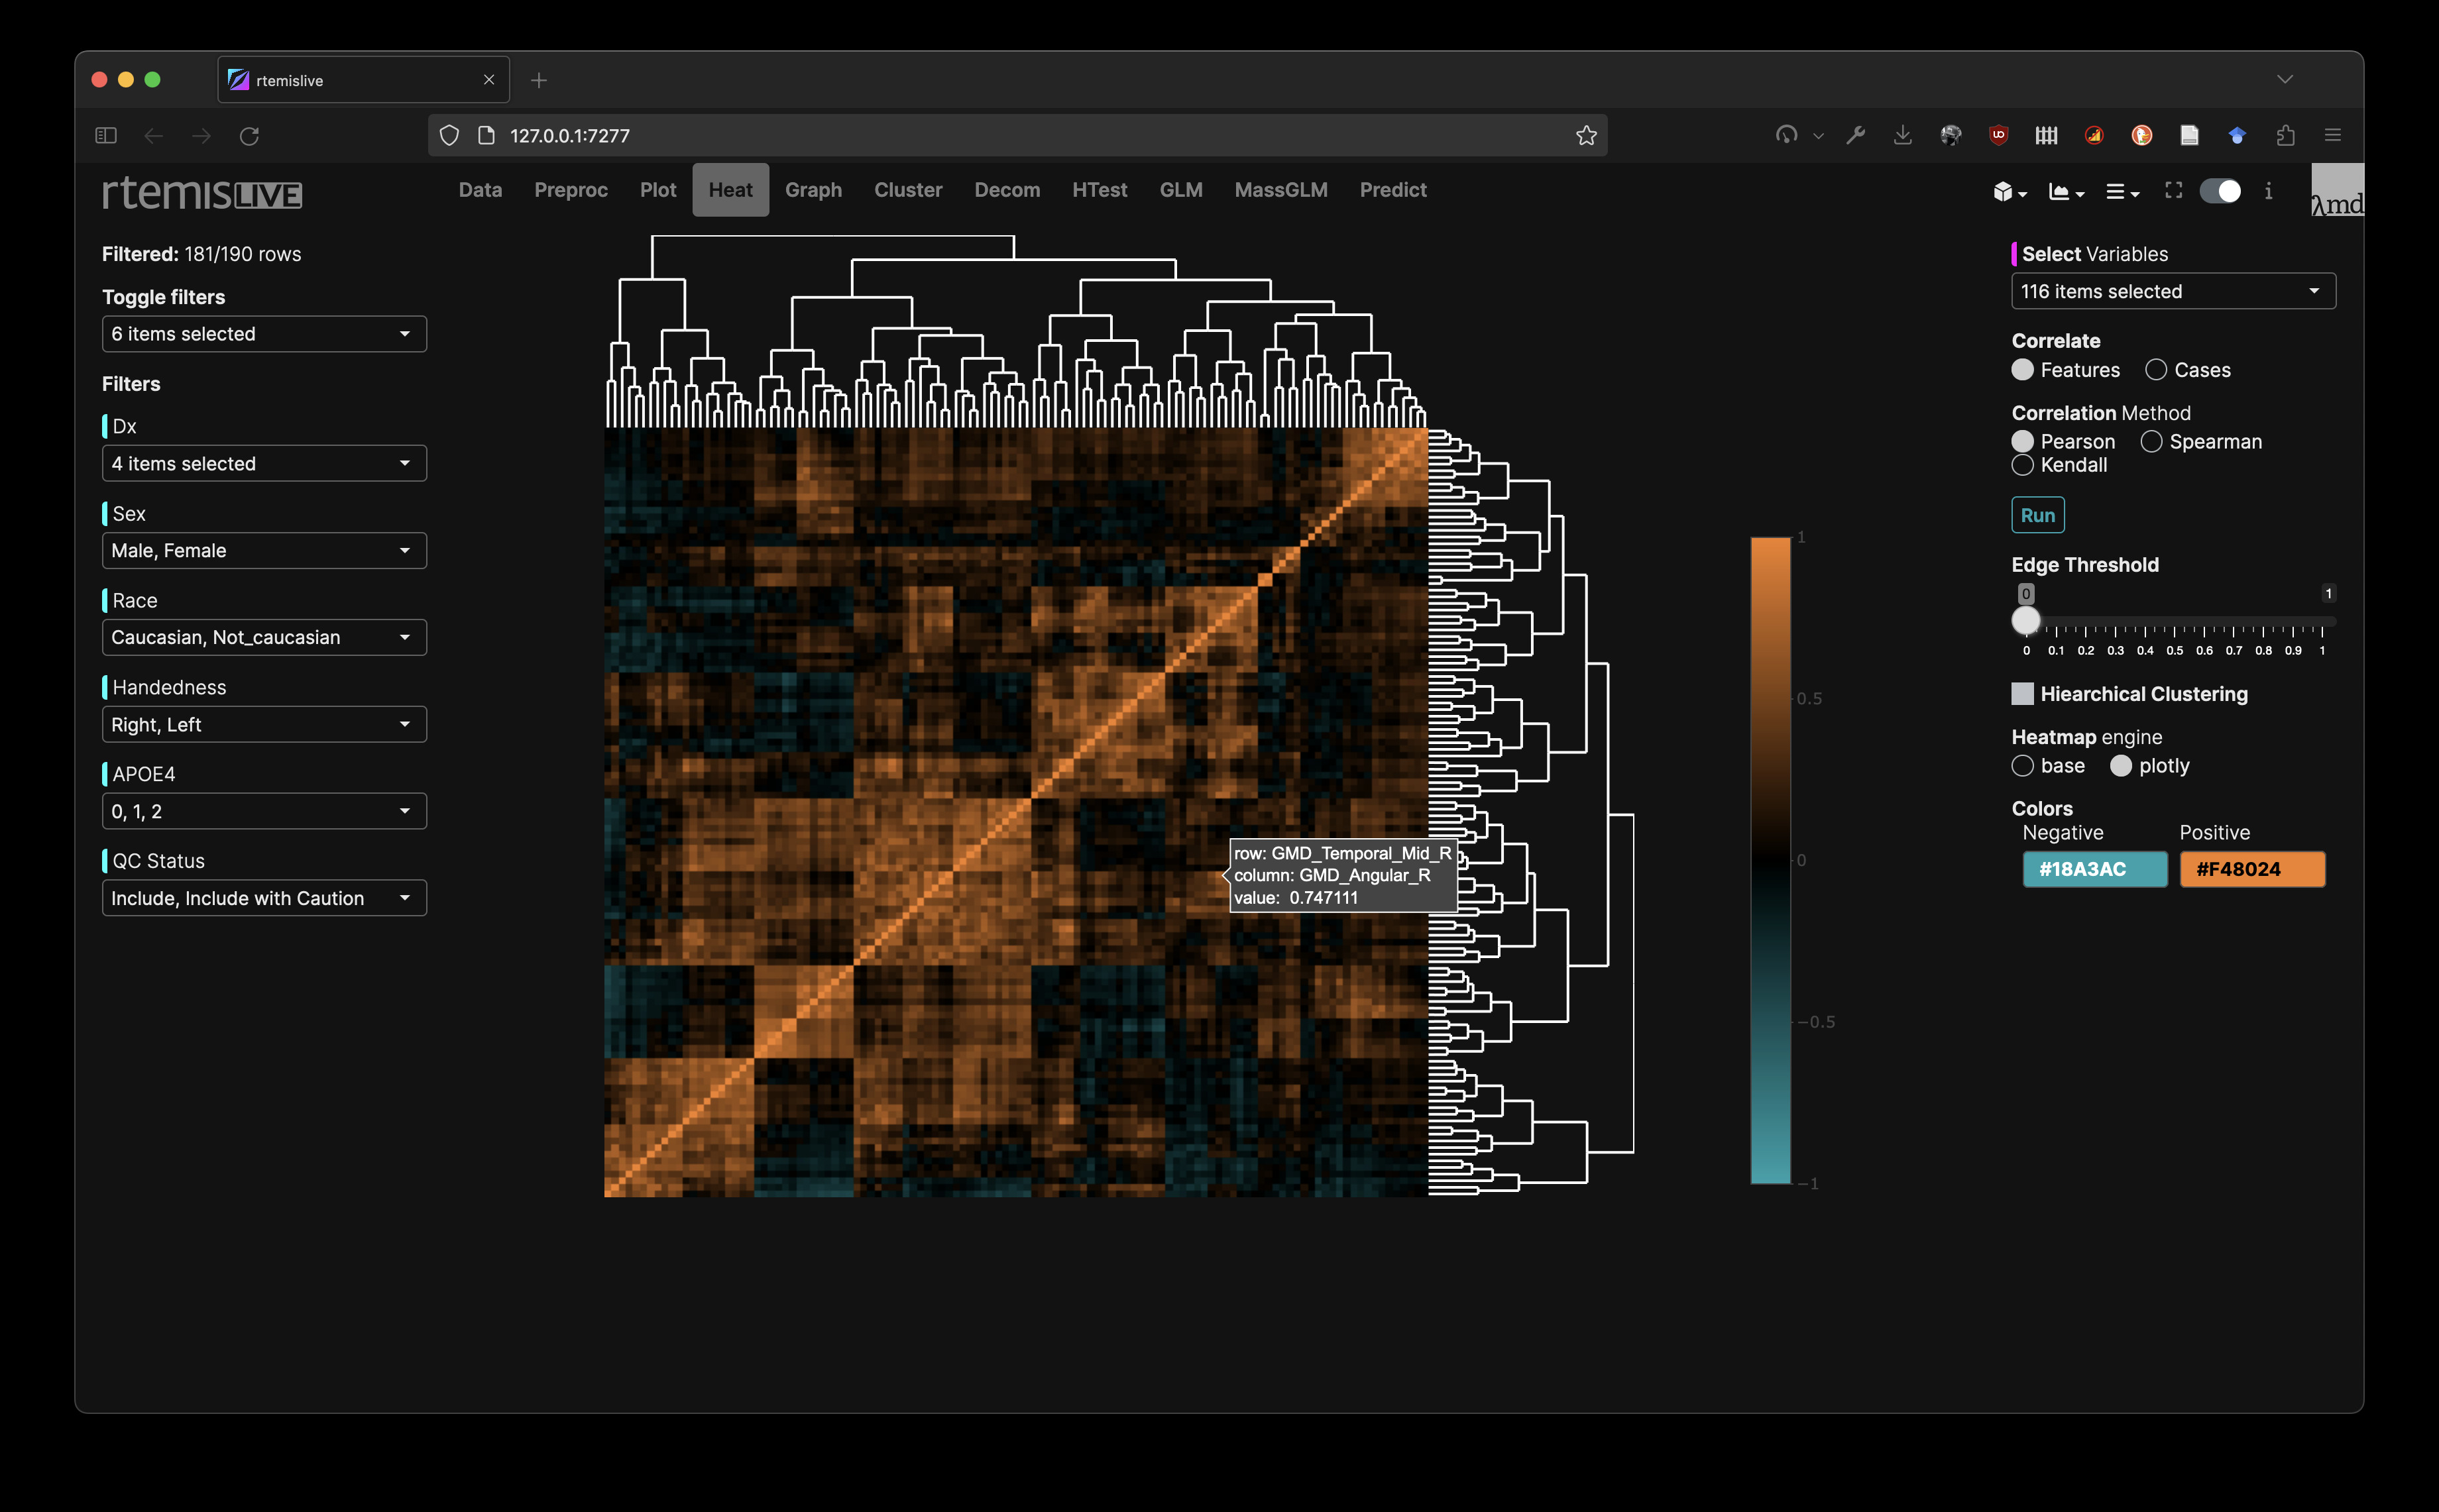 rtemislive
127.0.0.1:7277
rtemisLIVE
Data
Preproc
Plot
Heat
Graph
Cluster
Decom
HTest
GLM
MassGLM
Predict
λmd
Filtered: 181/190 rows
Toggle filters
6 items selected
Filters
Dx
4 items selected
Sex
Male, Female
Race
Caucasian, Not_caucasian
Handedness
Right, Left
APOE4
0, 1, 2
QC Status
Include, Include with Caution
row: GMD_Temporal_Mid_R
column: GMD_Angular_R
value: 0.747111
1
0.5
0
−0.5
−1
Select Variables
116 items selected
Correlate
Features Cases
Correlation Method
Pearson Spearman
Kendall
Run
Edge Threshold
0 1
0 0.1 0.2 0.3 0.4 0.5 0.6 0.7 0.8 0.9 1
Hiearchical Clustering
Heatmap engine
base plotly
Colors
Negative Positive
#18A3AC #F48024